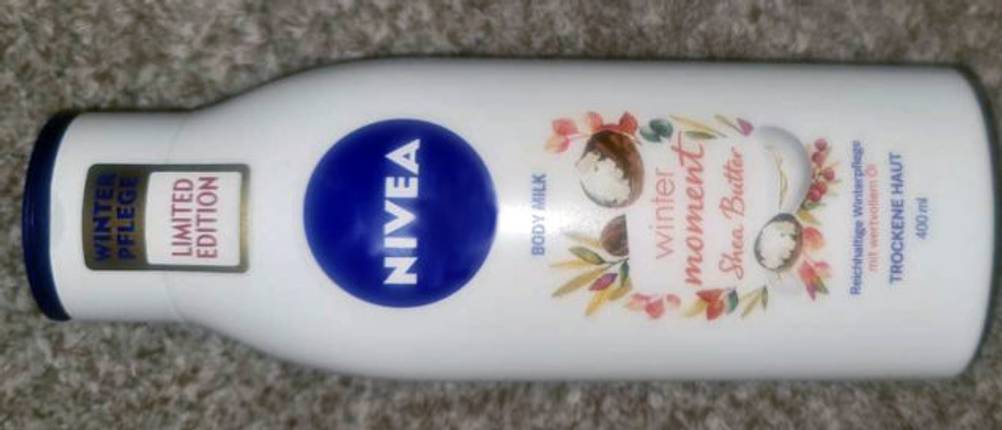 WINTER
PFLEGE
LIMITED
EDITION
NIVEA
BODY MILK
winter
moment
Shea Butter
Reichhaltige Winterpflege
mit wertvollem Öl
TROCKENE HAUT
400 ml